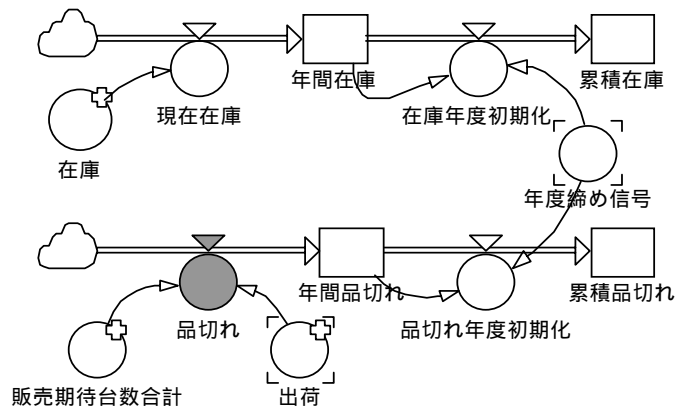 年間在庫
累積在庫
現在在庫
在庫年度初期化
在庫
年度締め信号
年間品切れ
累積品切れ
品切れ
品切れ年度初期化
販売期待台数合計
出荷